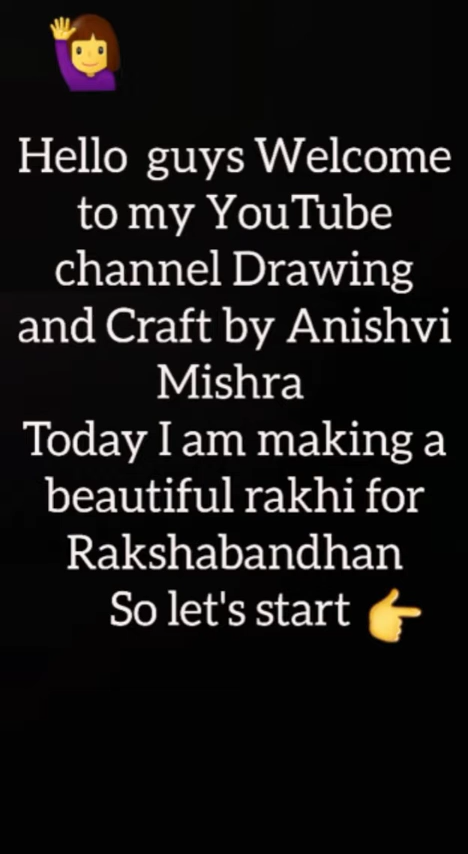 Hello guys Welcome
to my YouTube
channel Drawing
and Craft by Anishvi
Mishra
Today I am making a
beautiful rakhi for
Rakshabandhan
So let's start